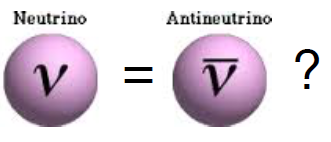 Neutrino Antineutrino
ν = ν̅ ?